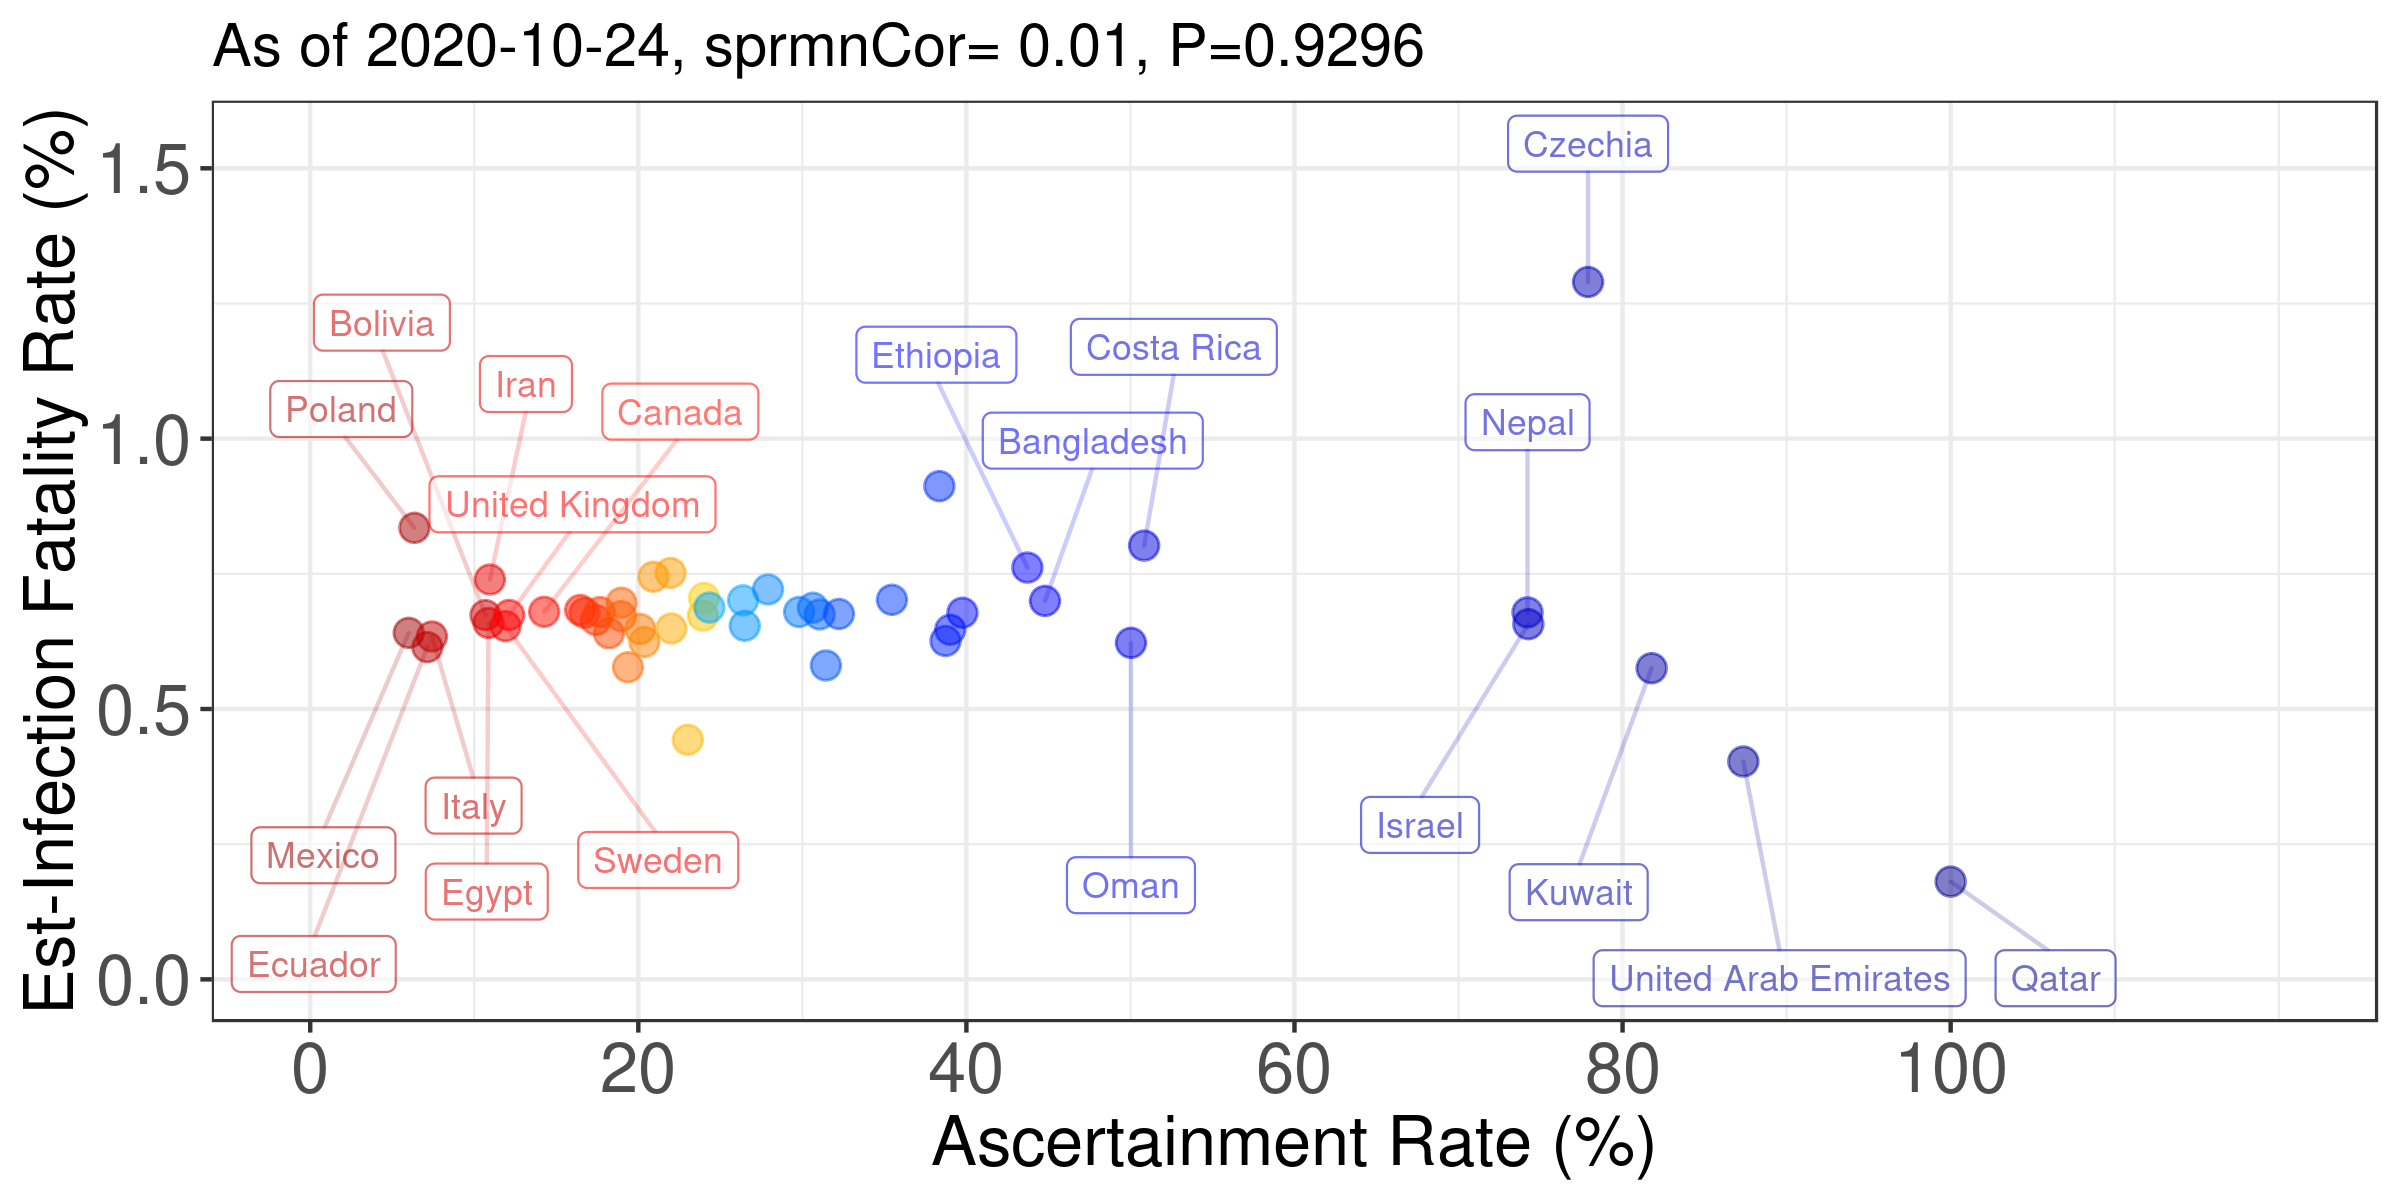 As of 2020-10-24, sprmnCor= 0.01, P=0.9296
Est-Infection Fatality Rate (%)
1.5
1.0
0.5
0.0
Czechia
Bolivia
Costa Rica
Ethiopia
Iran
Poland
Canada
Nepal
Bangladesh
United Kingdom
Italy
Israel
Mexico
Sweden
Oman
Egypt
Kuwait
Ecuador
United Arab Emirates
Qatar
0 20 40 60 80 100
Ascertainment Rate (%)